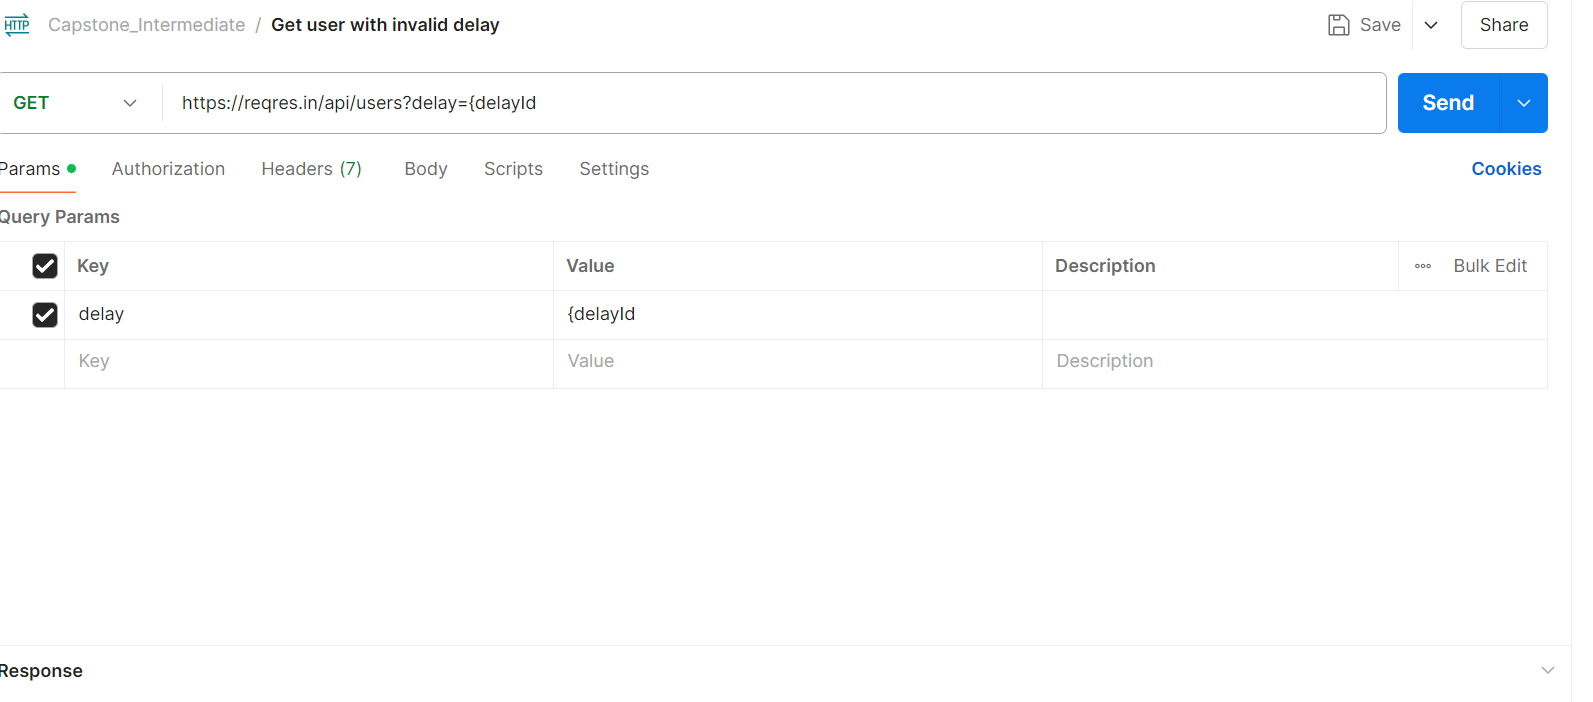 HTTP Capstone_Intermediate / Get user with invalid delay Save Share
GET https://reqres.in/api/users?delay={delayId Send
Params Authorization Headers (7) Body Scripts Settings Cookies
Query Params
Key Value Description Bulk Edit
delay {delayId
Key Value Description
Response